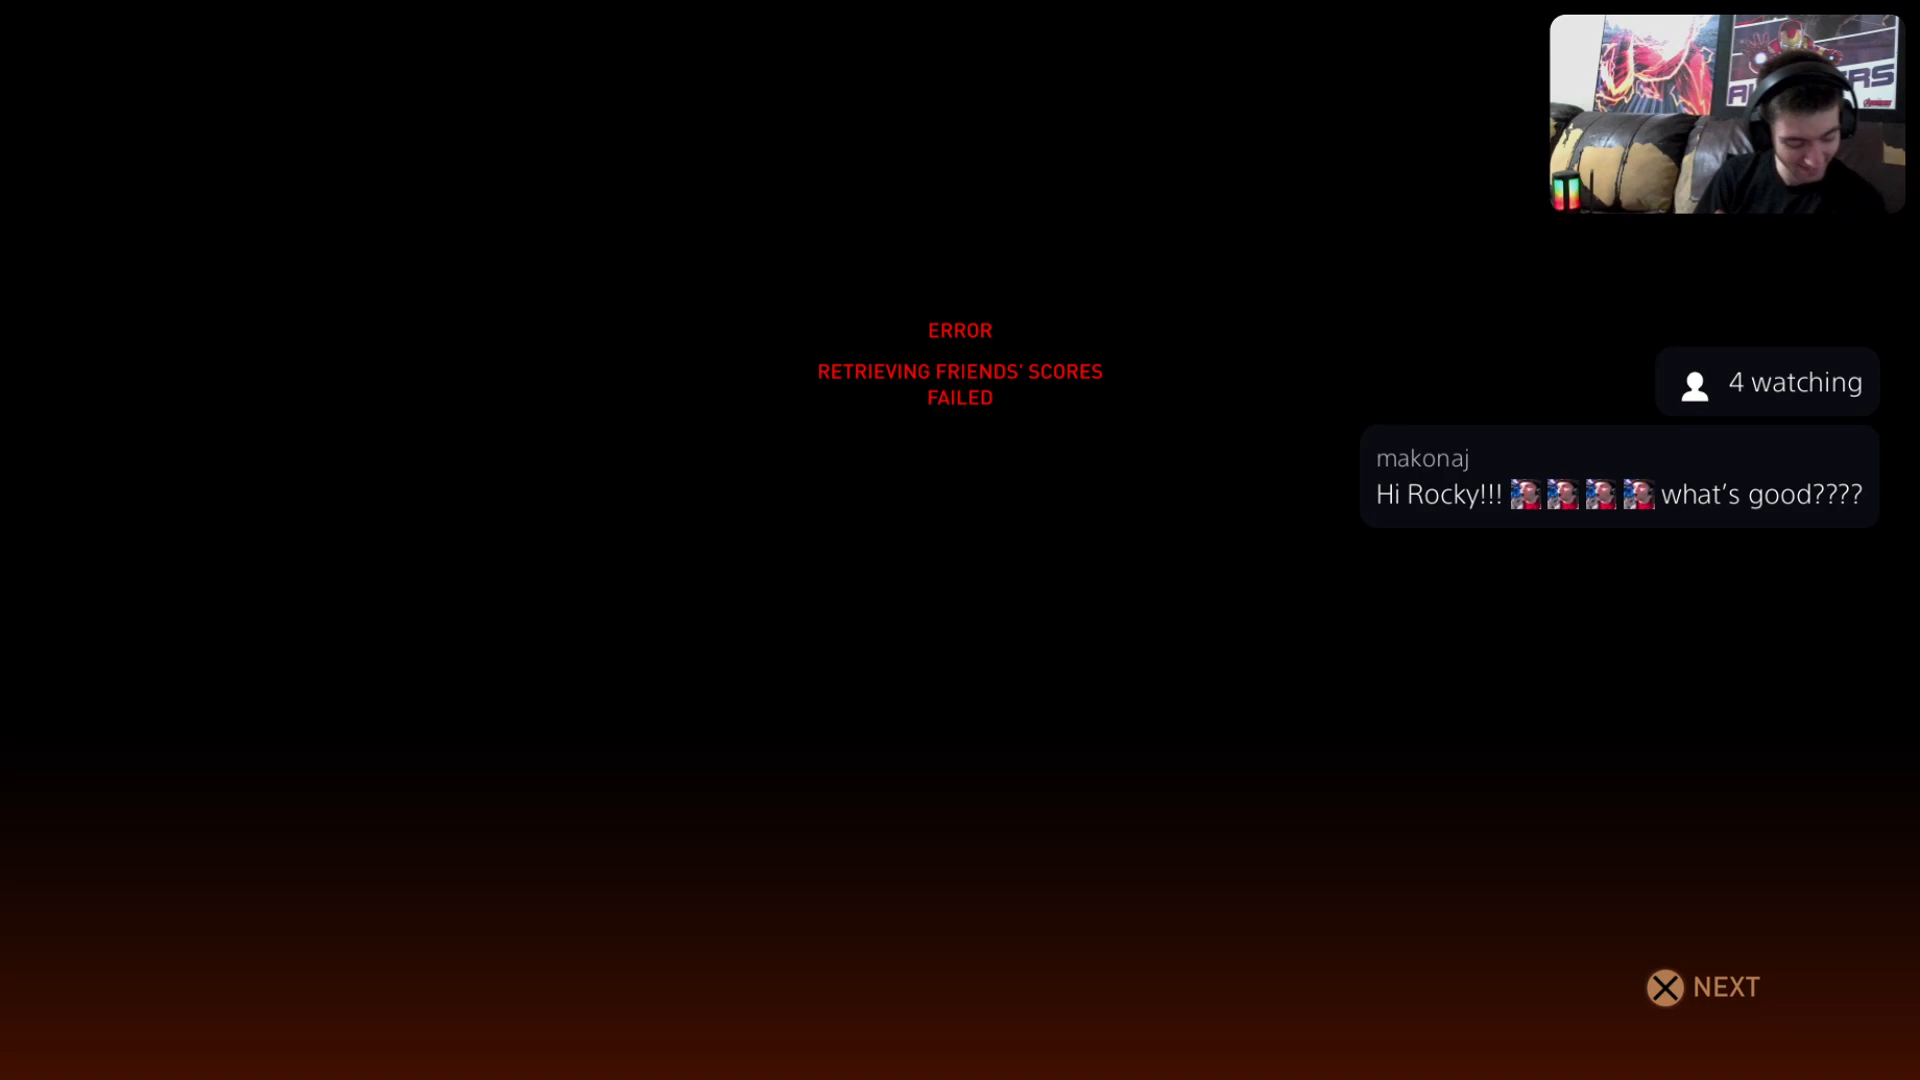 ERROR
RETRIEVING FRIENDS' SCORES
FAILED
4 watching
makonaj
Hi Rocky!!! what's good????
NEXT